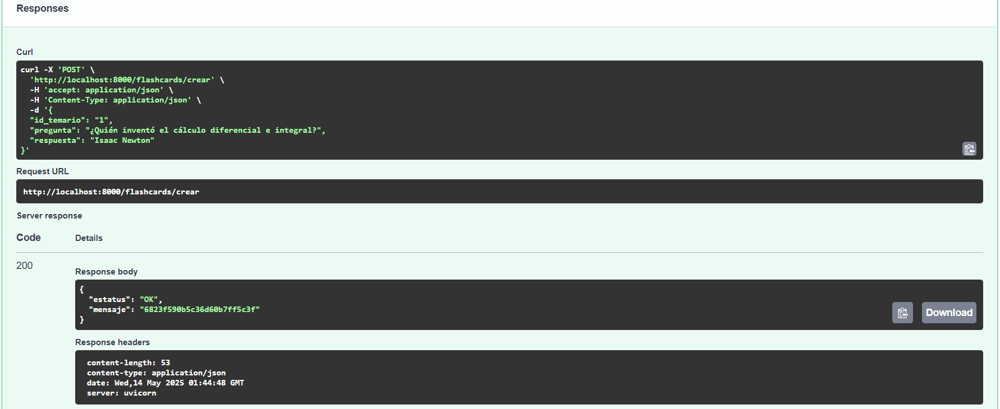 Responses
Curl
curl -X 'POST' \
  'http://localhost:8000/flashcards/crear' \
  -H 'accept: application/json' \
  -H 'Content-Type: application/json' \
  -d '{
  "id_temario": "1",
  "pregunta": "¿Quién inventó el cálculo diferencial e integral?",
  "respuesta": "Isaac Newton"
}'
Request URL
http://localhost:8000/flashcards/crear
Server response
Code Details
200
Response body
{
  "estatus": "OK",
  "mensaje": "6823f590b5c36d60b7ff5c3f"
}
Download
Response headers
content-length: 53
content-type: application/json
date: Wed,14 May 2025 01:44:48 GMT
server: uvicorn